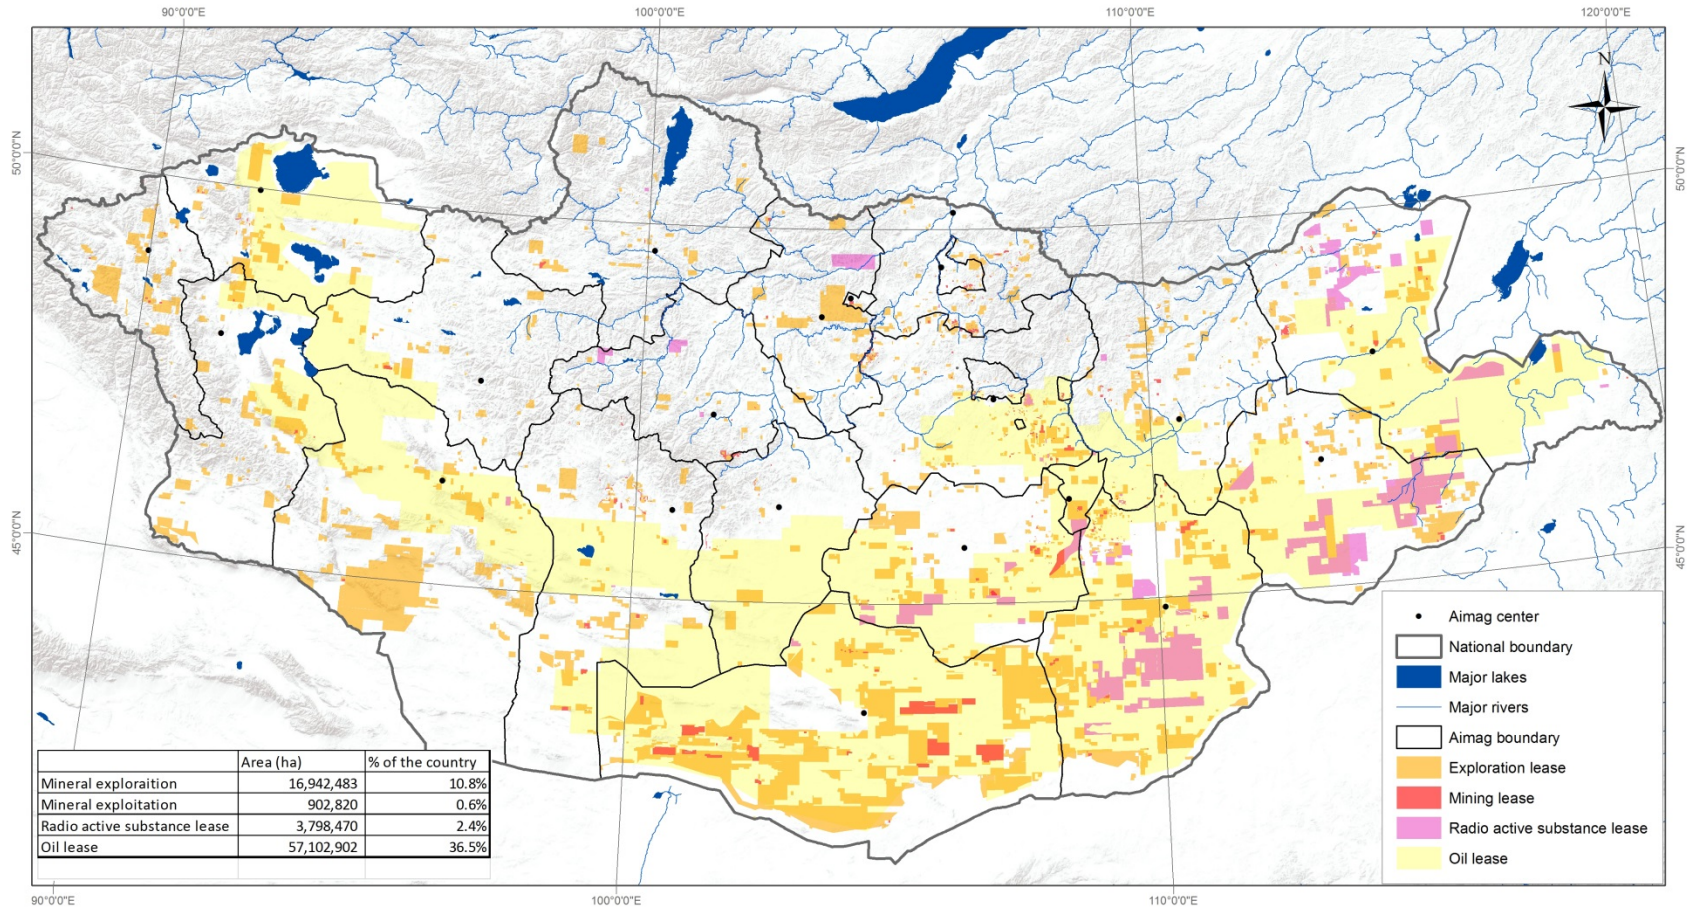 90°0'0"E 100°0'0"E 110°0'0"E 120°0'0"E
N
50°0'0"N 50°0'0"N
45°0'0"N 45°0'0"N
Aimag center
National boundary
Major lakes
Major rivers
Aimag boundary
Exploration lease
Mining lease
Radio active substance lease
Oil lease
Area (ha) % of the country
Mineral exploraition 16,942,483 10.8%
Mineral exploitation 902,820 0.6%
Radio active substance lease 3,798,470 2.4%
Oil lease 57,102,902 36.5%
90°0'0"E 100°0'0"E 110°0'0"E